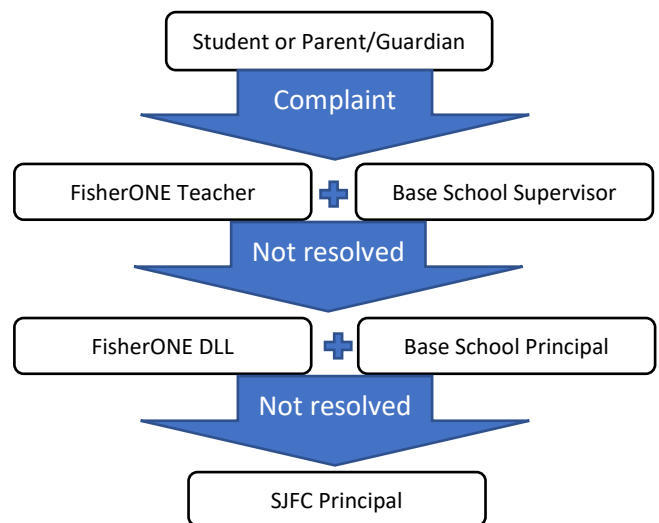 Student or Parent/Guardian
Complaint
FisherONE Teacher
Base School Supervisor
Not resolved
FisherONE DLL
Base School Principal
Not resolved
SJFC Principal